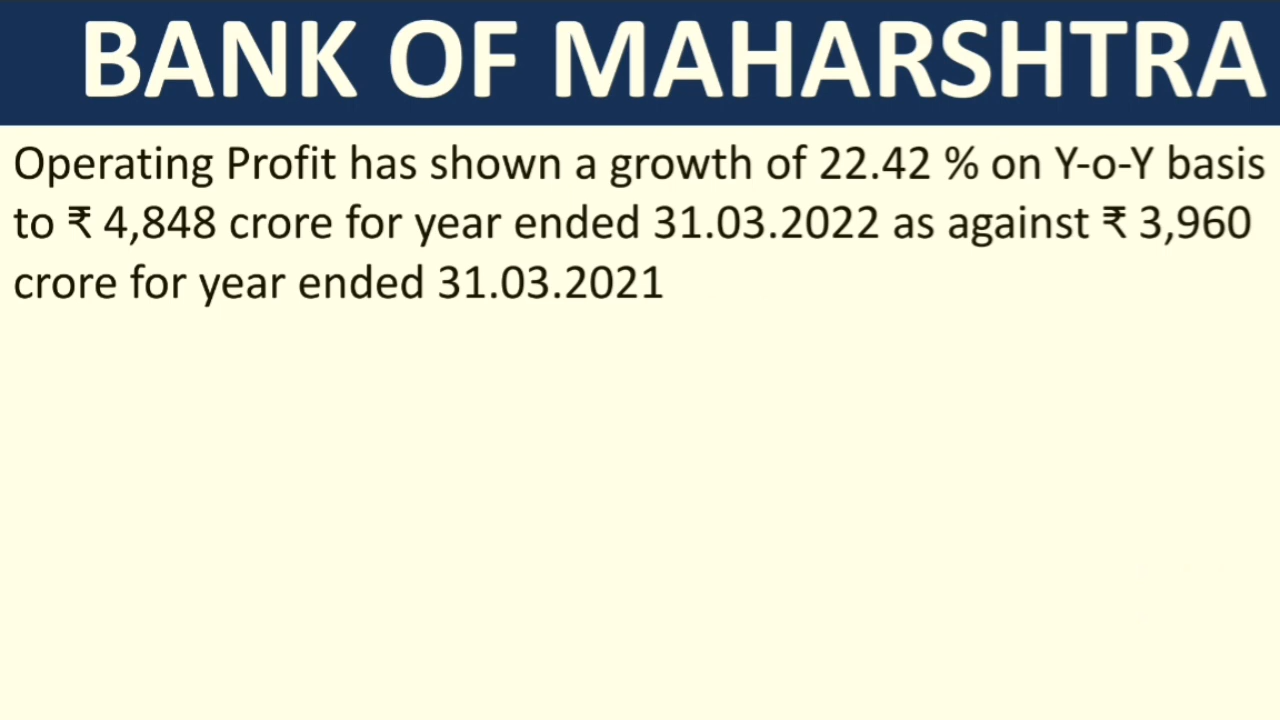 BANK OF MAHARSHTRA
Operating Profit has shown a growth of 22.42 % on Y-o-Y basis
to ₹ 4,848 crore for year ended 31.03.2022 as against ₹ 3,960
crore for year ended 31.03.2021